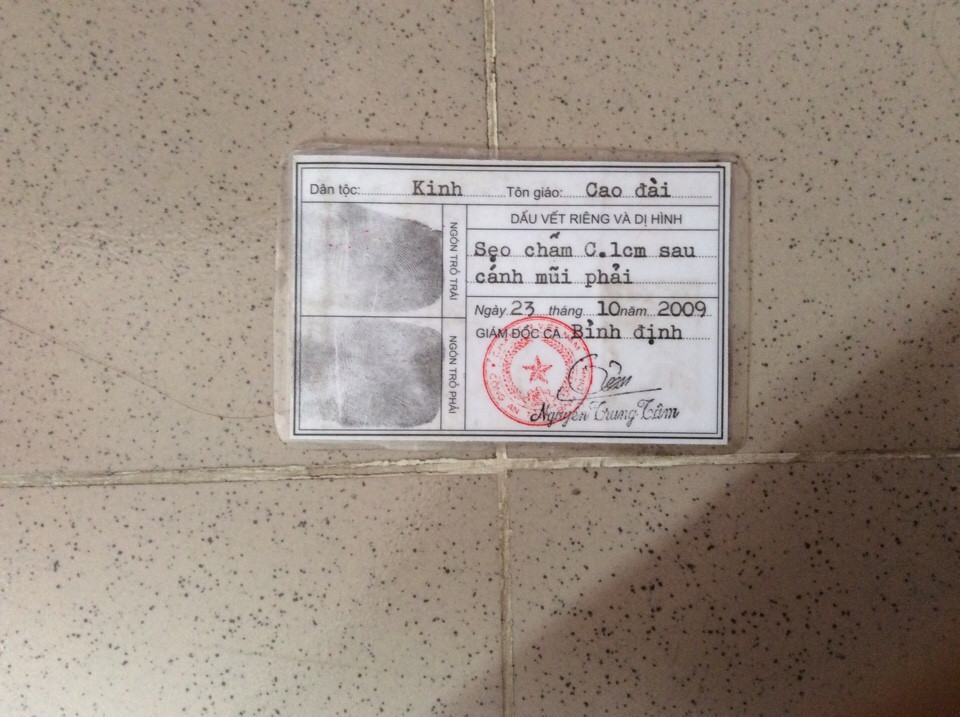 Dân tộc: Kinh Tôn giáo: Cao đài
NGÓN TRỎ TRÁI
NGÓN TRỎ PHẢI
DẤU VẾT RIÊNG VÀ DỊ HÌNH
Sẹo chấm C.1cm sau
cánh mũi phải
Ngày 23 tháng 10 năm 2009
GIÁM ĐỐC CA Bình định
CÔNG AN
Nguyễn Trung Tâm